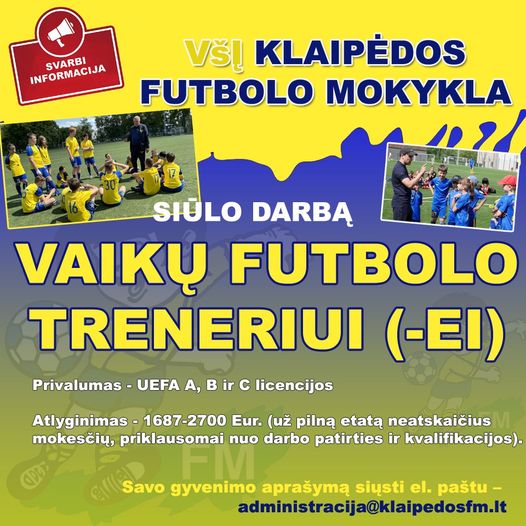 SVARBI
INFORMACIJA
VŠĮ KLAIPĖDOS
FUTBOLO MOKYKLA
SIŪLO DARBĄ
VAIKŲ FUTBOLO
TRENERIUI (-EI)
Privalumas - UEFA A, B ir C licencijos
Atlyginimas - 1687-2700 Eur. (už pilną etatą neatskaičius
mokesčių, priklausomai nuo darbo patirties ir kvalifikacijos).
FM
FM
Savo gyvenimo aprašymą siųsti el. paštu –
administracija@klaipedosfm.lt